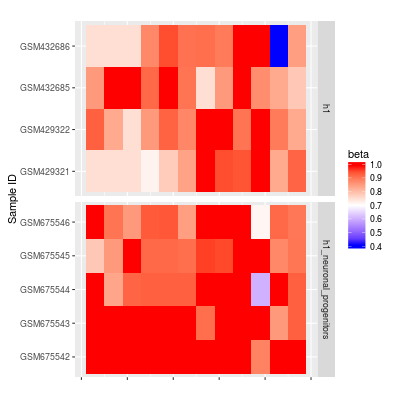 GSM432686
GSM432685
GSM429322
GSM429321
h1
GSM675546
GSM675545
GSM675544
GSM675543
GSM675542
h1_neuronal_progenitors
Sample ID
beta
1.0
0.9
0.8
0.7
0.6
0.5
0.4